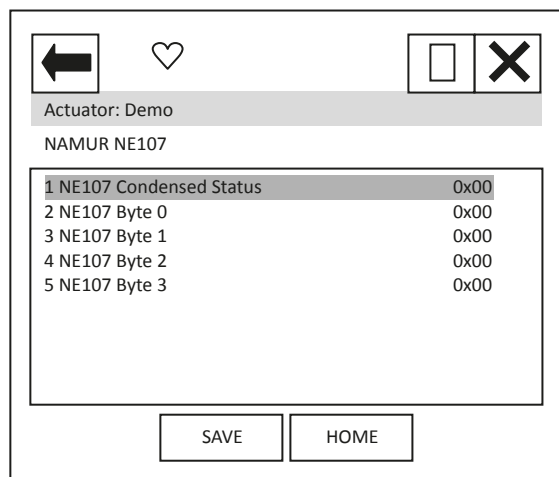 Actuator: Demo
NAMUR NE107
1 NE107 Condensed Status 0x00
2 NE107 Byte 0 0x00
3 NE107 Byte 1 0x00
4 NE107 Byte 2 0x00
5 NE107 Byte 3 0x00
SAVE HOME